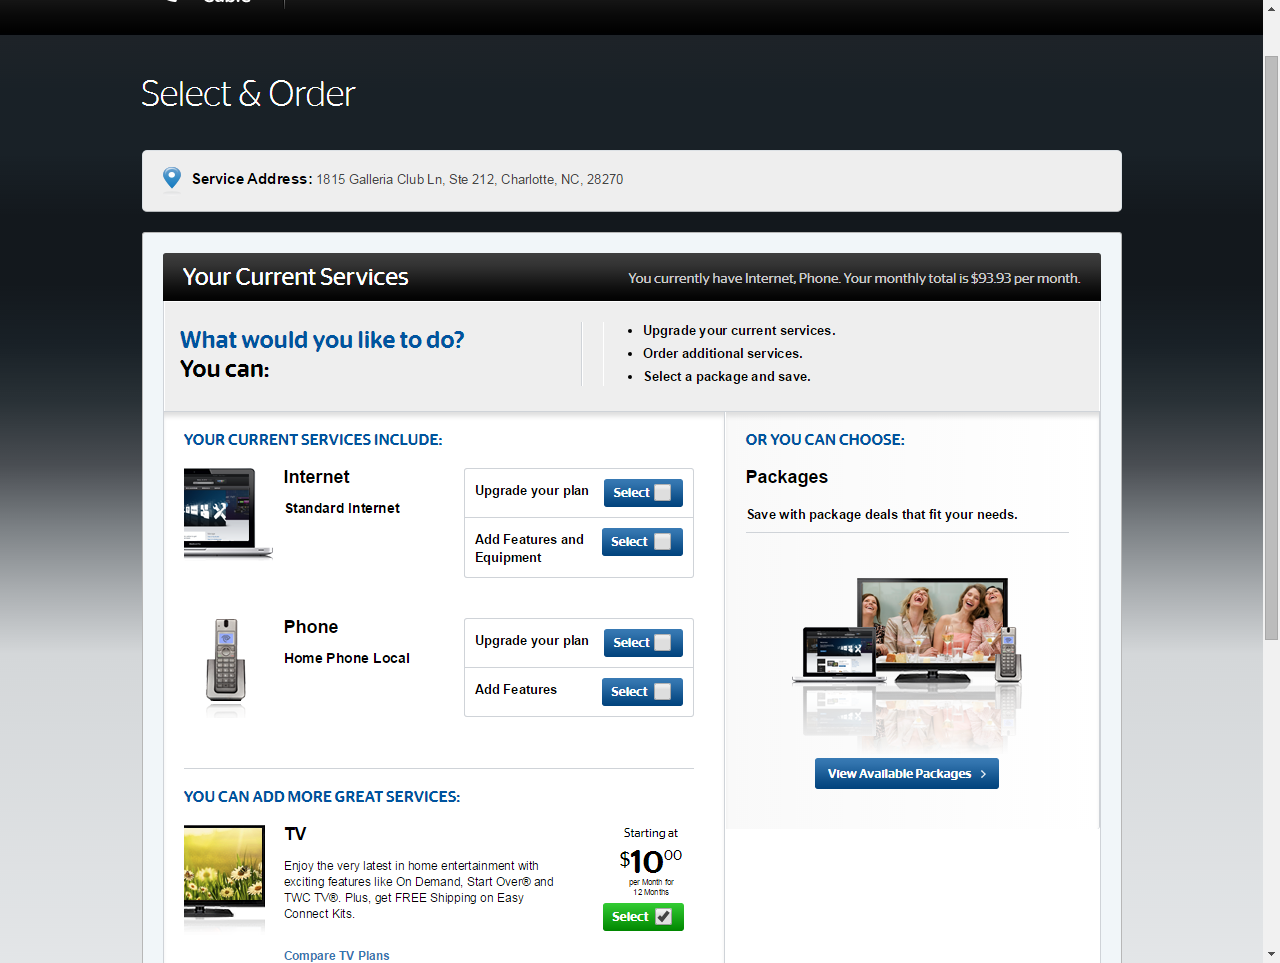 Cable
Select & Order
Service Address: 1815 Galleria Club Ln, Ste 212, Charlotte, NC, 28270
Your Current Services
You currently have Internet, Phone. Your monthly total is $93.93 per month.
What would you like to do?
You can:
• Upgrade your current services.
• Order additional services.
• Select a package and save.
YOUR CURRENT SERVICES INCLUDE:
Internet
Standard Internet
Upgrade your plan Select
Add Features and
Equipment
Select
Phone
Home Phone Local
Upgrade your plan Select
Add Features Select
YOU CAN ADD MORE GREAT SERVICES:
TV
Enjoy the very latest in home entertainment with
exciting features like On Demand, Start Over® and
TWC TV®. Plus, get FREE Shipping on Easy
Connect Kits.
Compare TV Plans
Starting at
$1000
per Month for
12 Months
Select
OR YOU CAN CHOOSE:
Packages
Save with package deals that fit your needs.
View Available Packages >